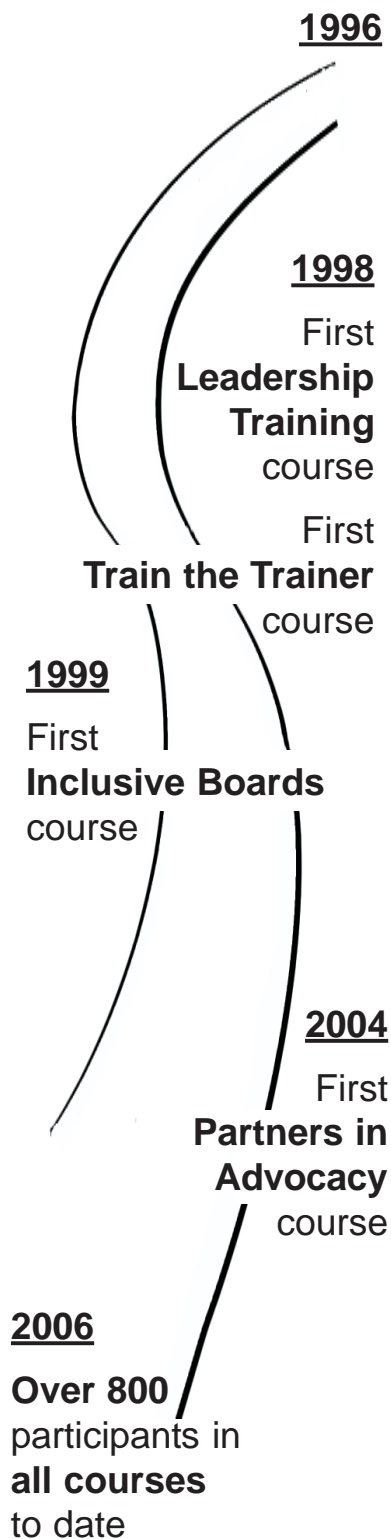 1996
1998
First
Leadership
Training
course
First
Train the Trainer
course
1999
First
Inclusive Boards
course
2004
First
Partners in
Advocacy
course
2006
Over 800
participants in
all courses
to date